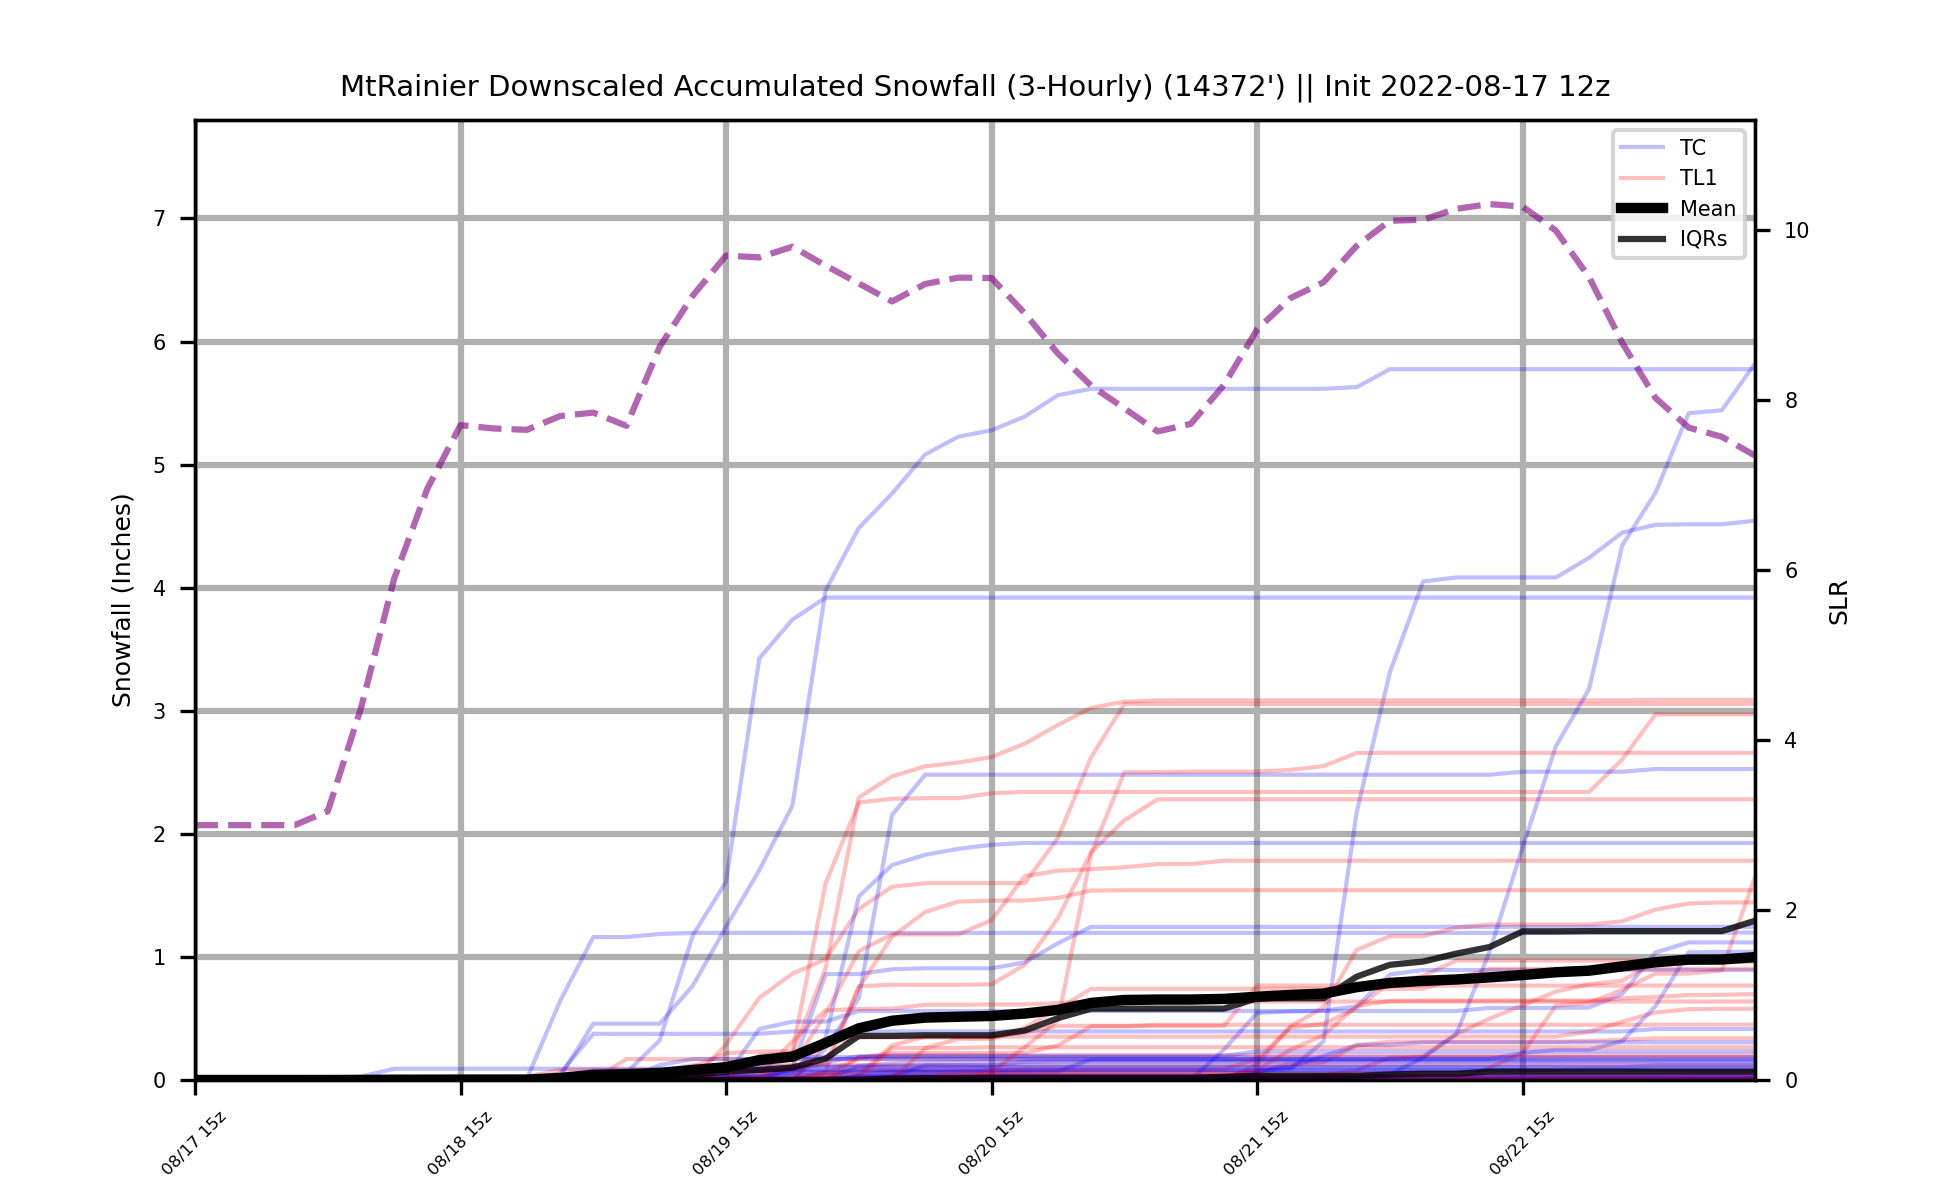 MtRainier Downscaled Accumulated Snowfall (3-Hourly) (14372') || Init 2022-08-17 12z
TC
TL1
Mean
IQRs
Snowfall (Inches)
7
6
5
4
3
2
1
0
10
8
6
4
2
0
SLR
08/17 15z
08/18 15z
08/19 15z
08/20 15z
08/21 15z
08/22 15z